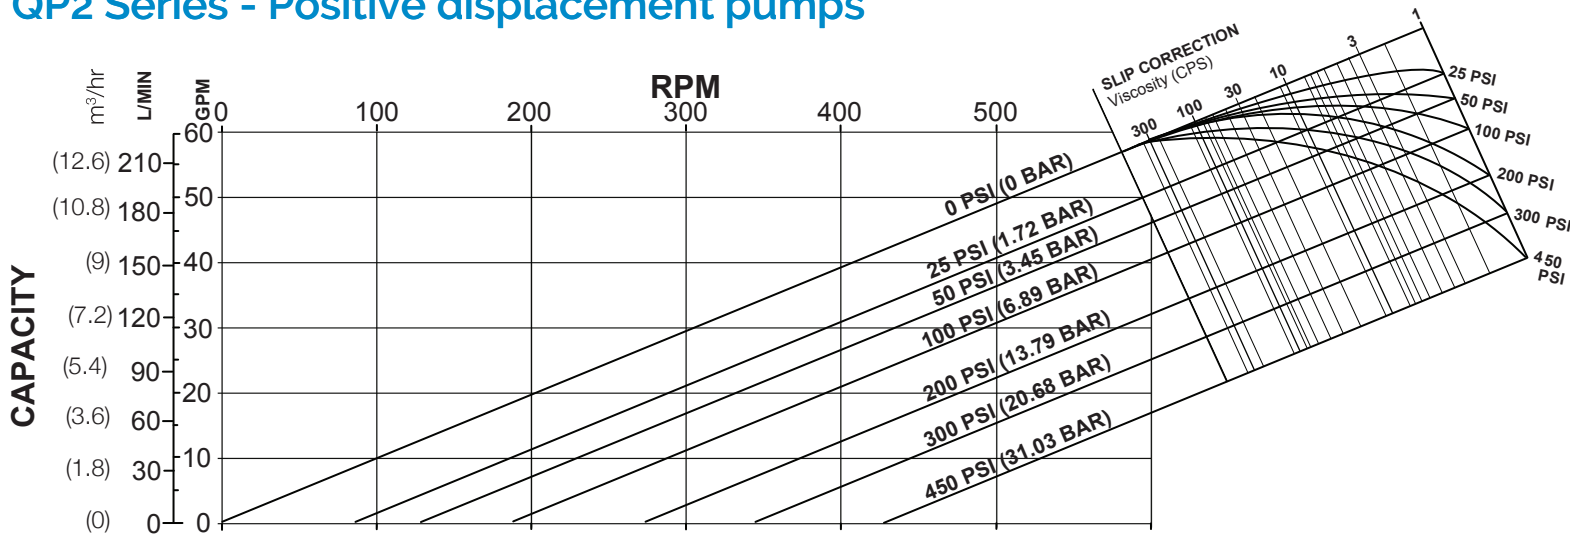 QP2 Series - Positive displacement pumps
SLIP CORRECTION
Viscosity (CPS)
300 100 30 10 3 1
m³/hr L/MIN GPM
RPM
0 100 200 300 400 500
CAPACITY
60
(12.6) 210
50
(10.8) 180
(9) 150 40
(7.2) 120 30
(5.4) 90
20
(3.6) 60
(1.8) 30 10
(0) 0 0
0 PSI (0 BAR)
25 PSI (1.72 BAR)
50 PSI (3.45 BAR)
100 PSI (6.89 BAR)
200 PSI (13.79 BAR)
300 PSI (20.68 BAR)
450 PSI (31.03 BAR)
25 PSI
50 PSI
100 PSI
200 PSI
300 PSI
450
PSI